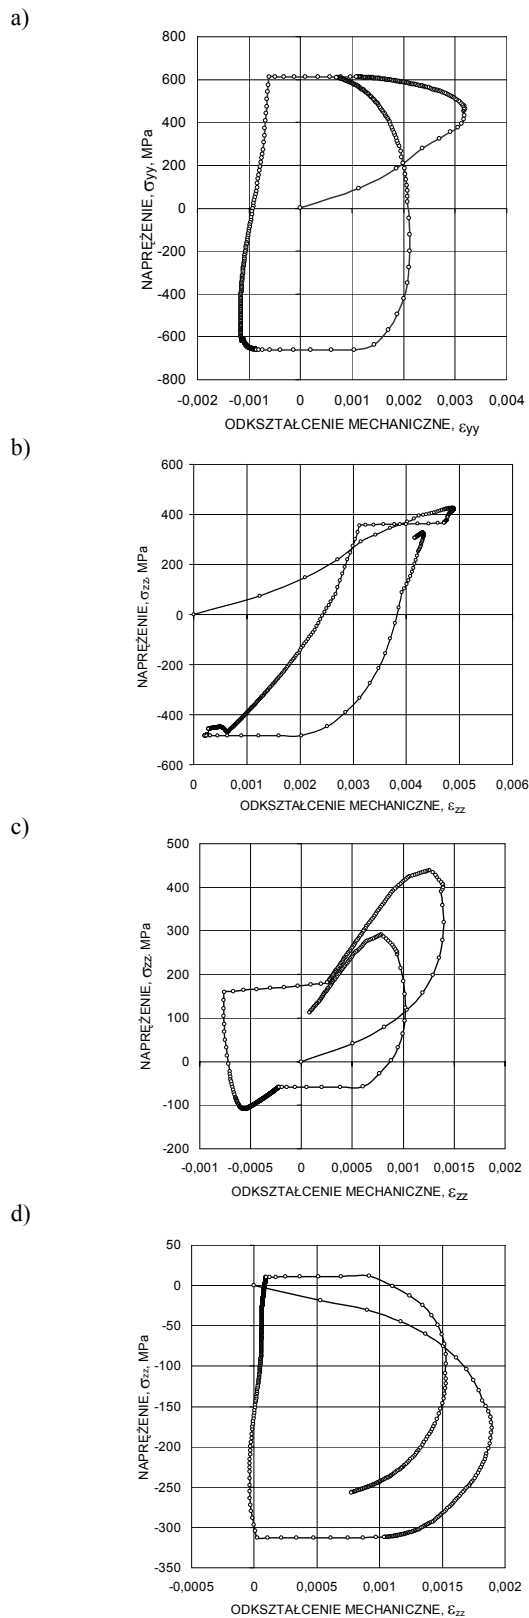 a)
800
600
400
200
0
-200
-400
-600
-800
NAPRĘŻENIE, σyy, MPa
-0,002 -0,001 0 0,001 0,002 0,003 0,004
ODKSZTAŁCENIE MECHANICZNE, εyy
b)
600
400
200
0
-200
-400
-600
NAPRĘŻENIE, σzz, MPa
0 0,001 0,002 0,003 0,004 0,005 0,006
ODKSZTAŁCENIE MECHANICZNE, εzz
c)
500
400
300
200
100
0
-100
-200
NAPRĘŻENIE, σzz, MPa
-0,001 -0,0005 0 0,0005 0,001 0,0015 0,002
ODKSZTAŁCENIE MECHANICZNE, εzz
d)
50
0
-50
-100
-150
-200
-250
-300
-350
NAPRĘŻENIE, σzz, MPa
-0,0005 0 0,0005 0,001 0,0015 0,002
ODKSZTAŁCENIE MECHANICZNE, εzz